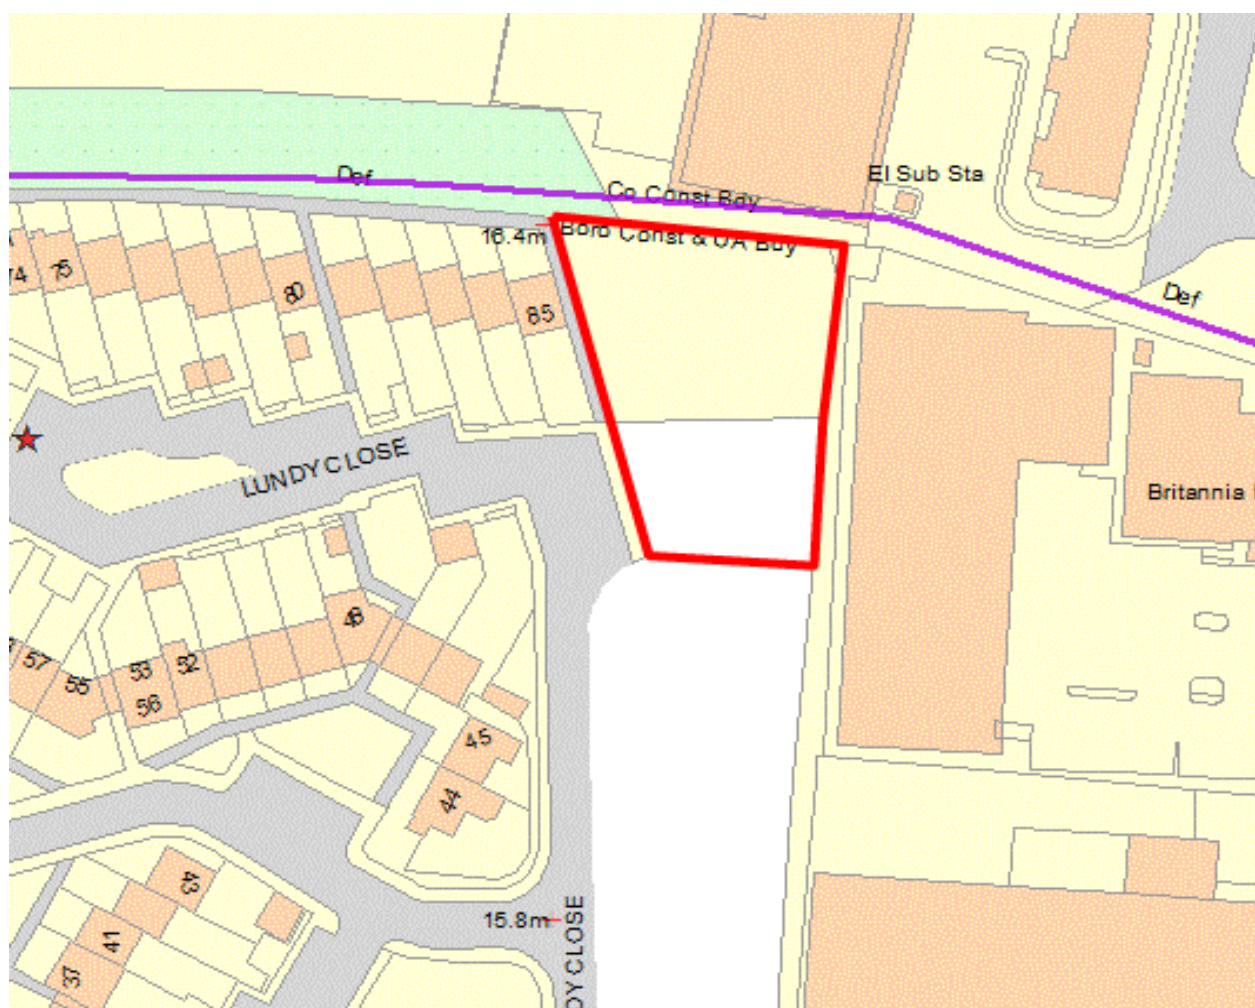 El Sub Sta
Def
Co Const Bdy
Boro Const & UA Bdy
16.4m
74
75
80
85
Def
LUNDY CLOSE
Britannia
57
55
53
52
56
48
45
44
43
41
37
15.8m
DY CLOSE